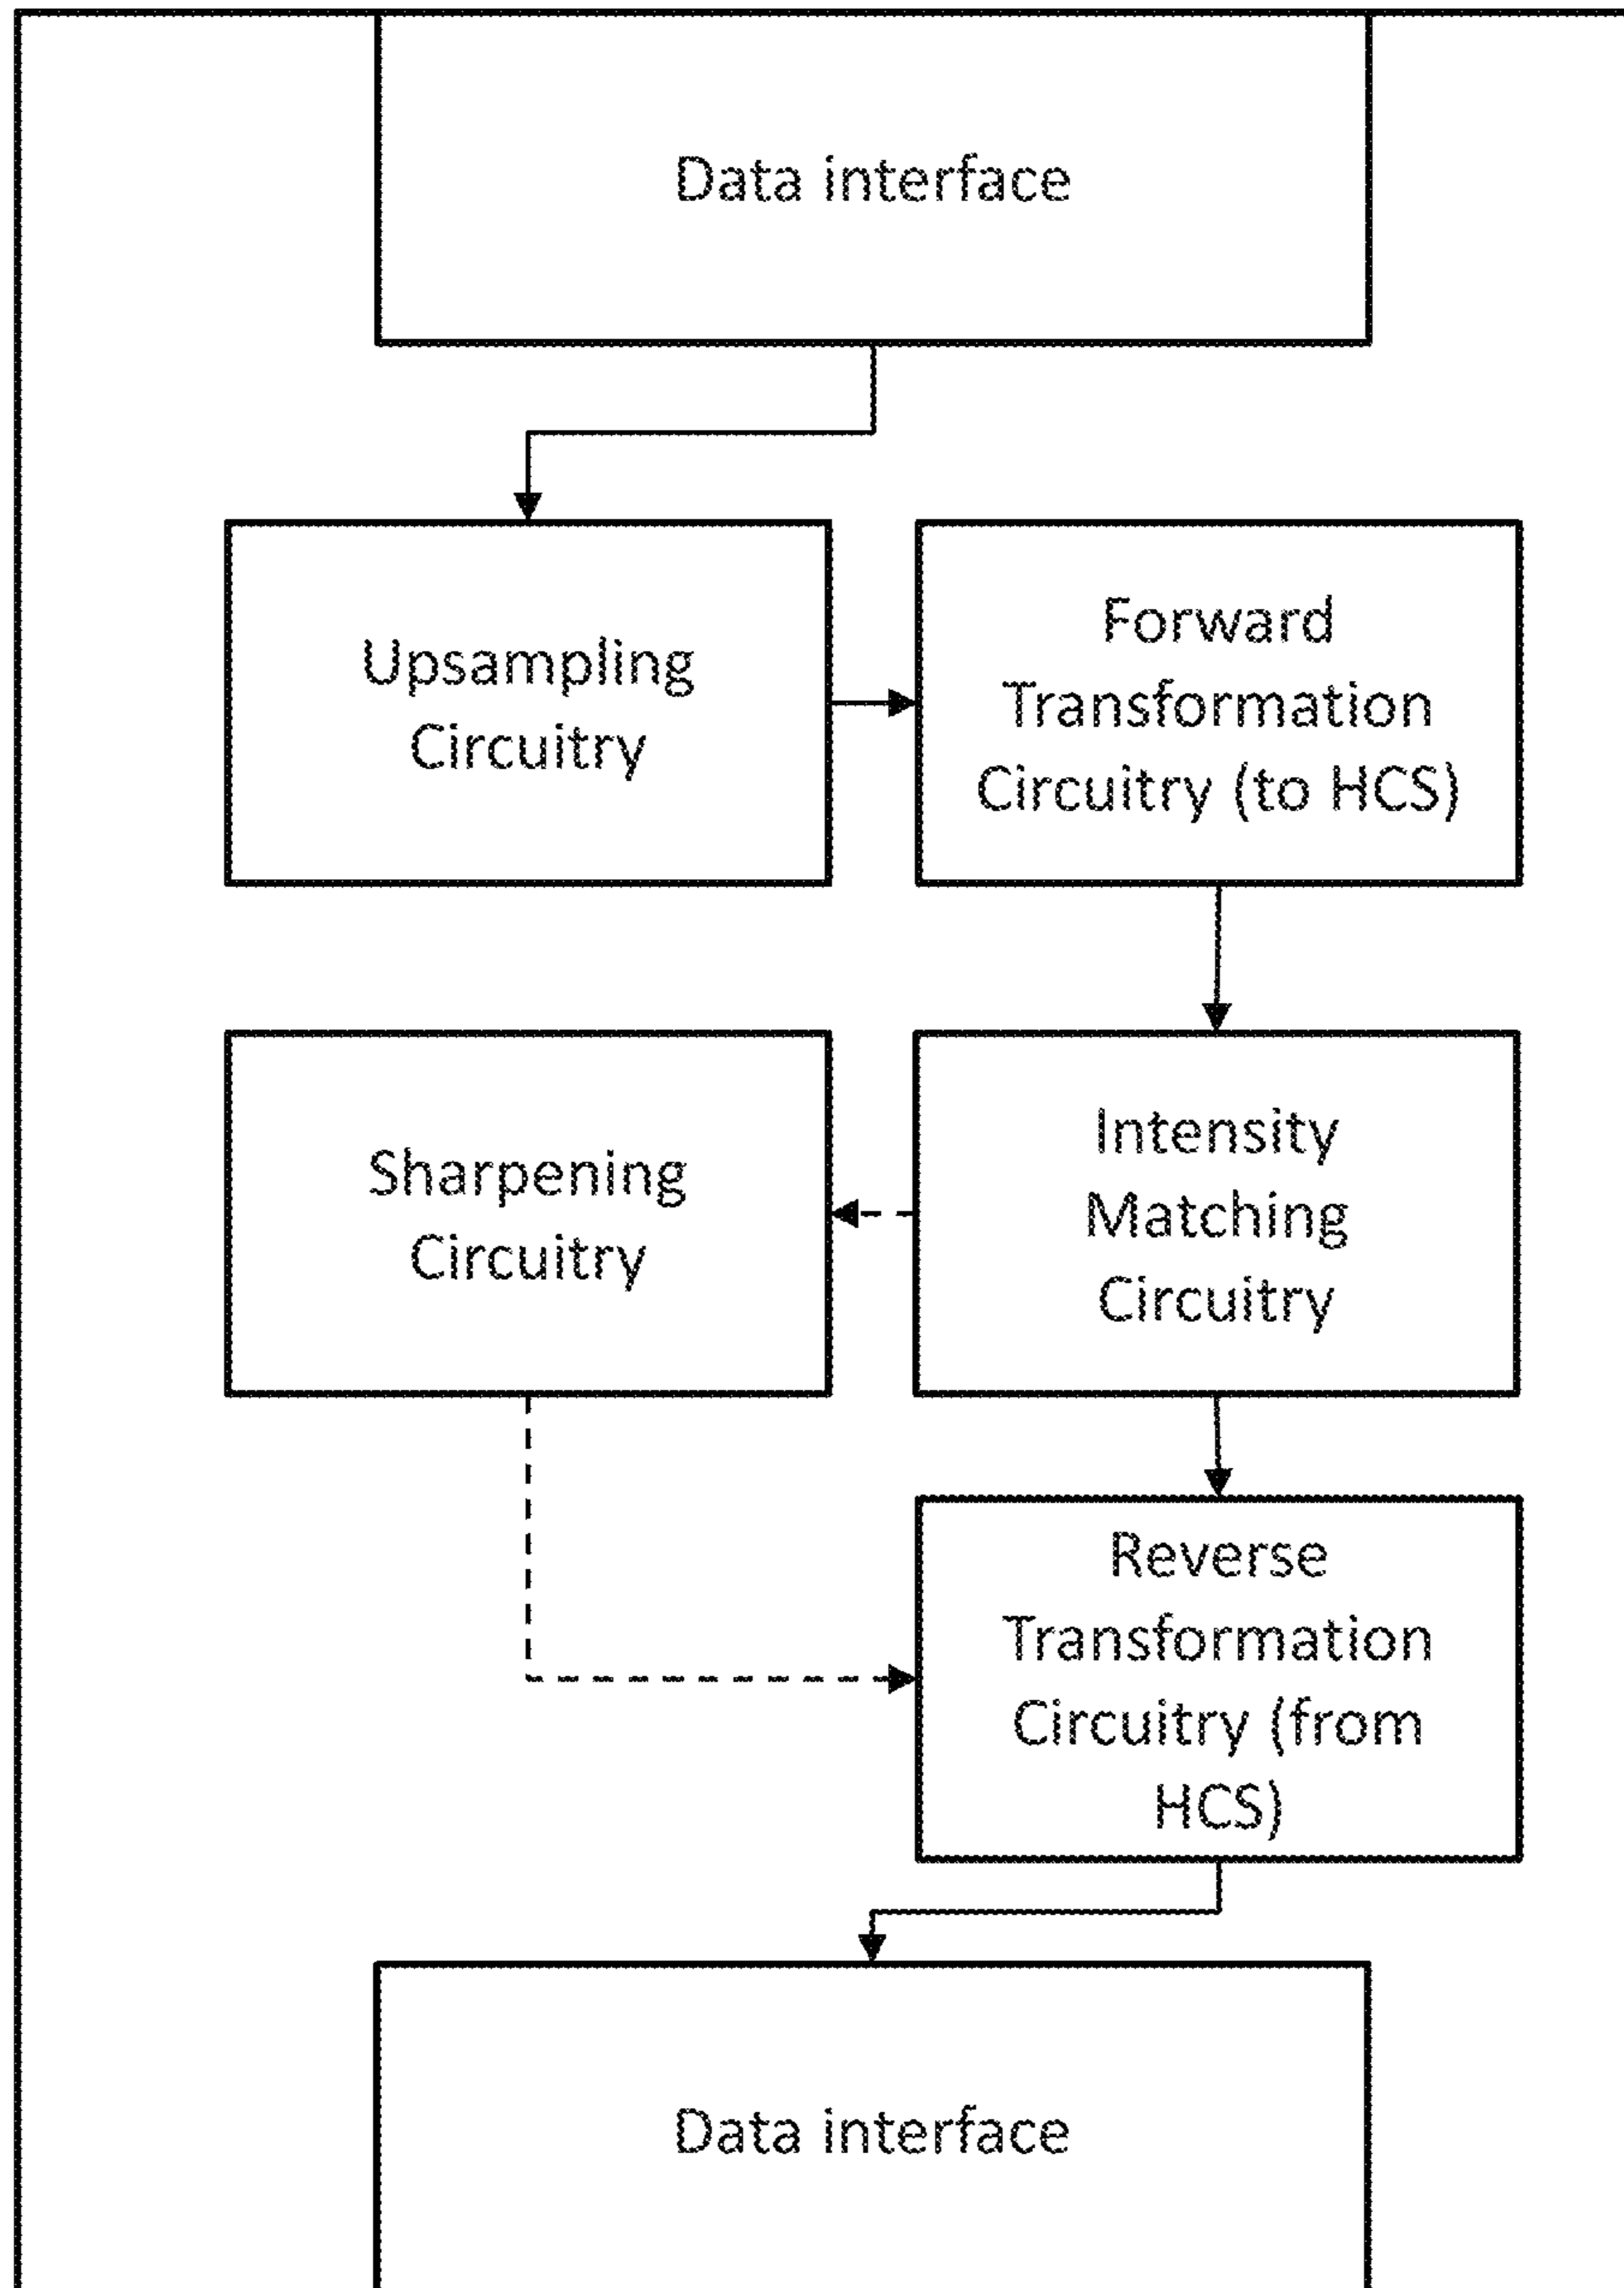 Data interface
Upsampling
Circuitry
Forward
Transformation
Circuitry (to HCS)
Sharpening
Circuitry
Intensity
Matching
Circuitry
Reverse
Transformation
Circuitry (from
HCS)
Data interface